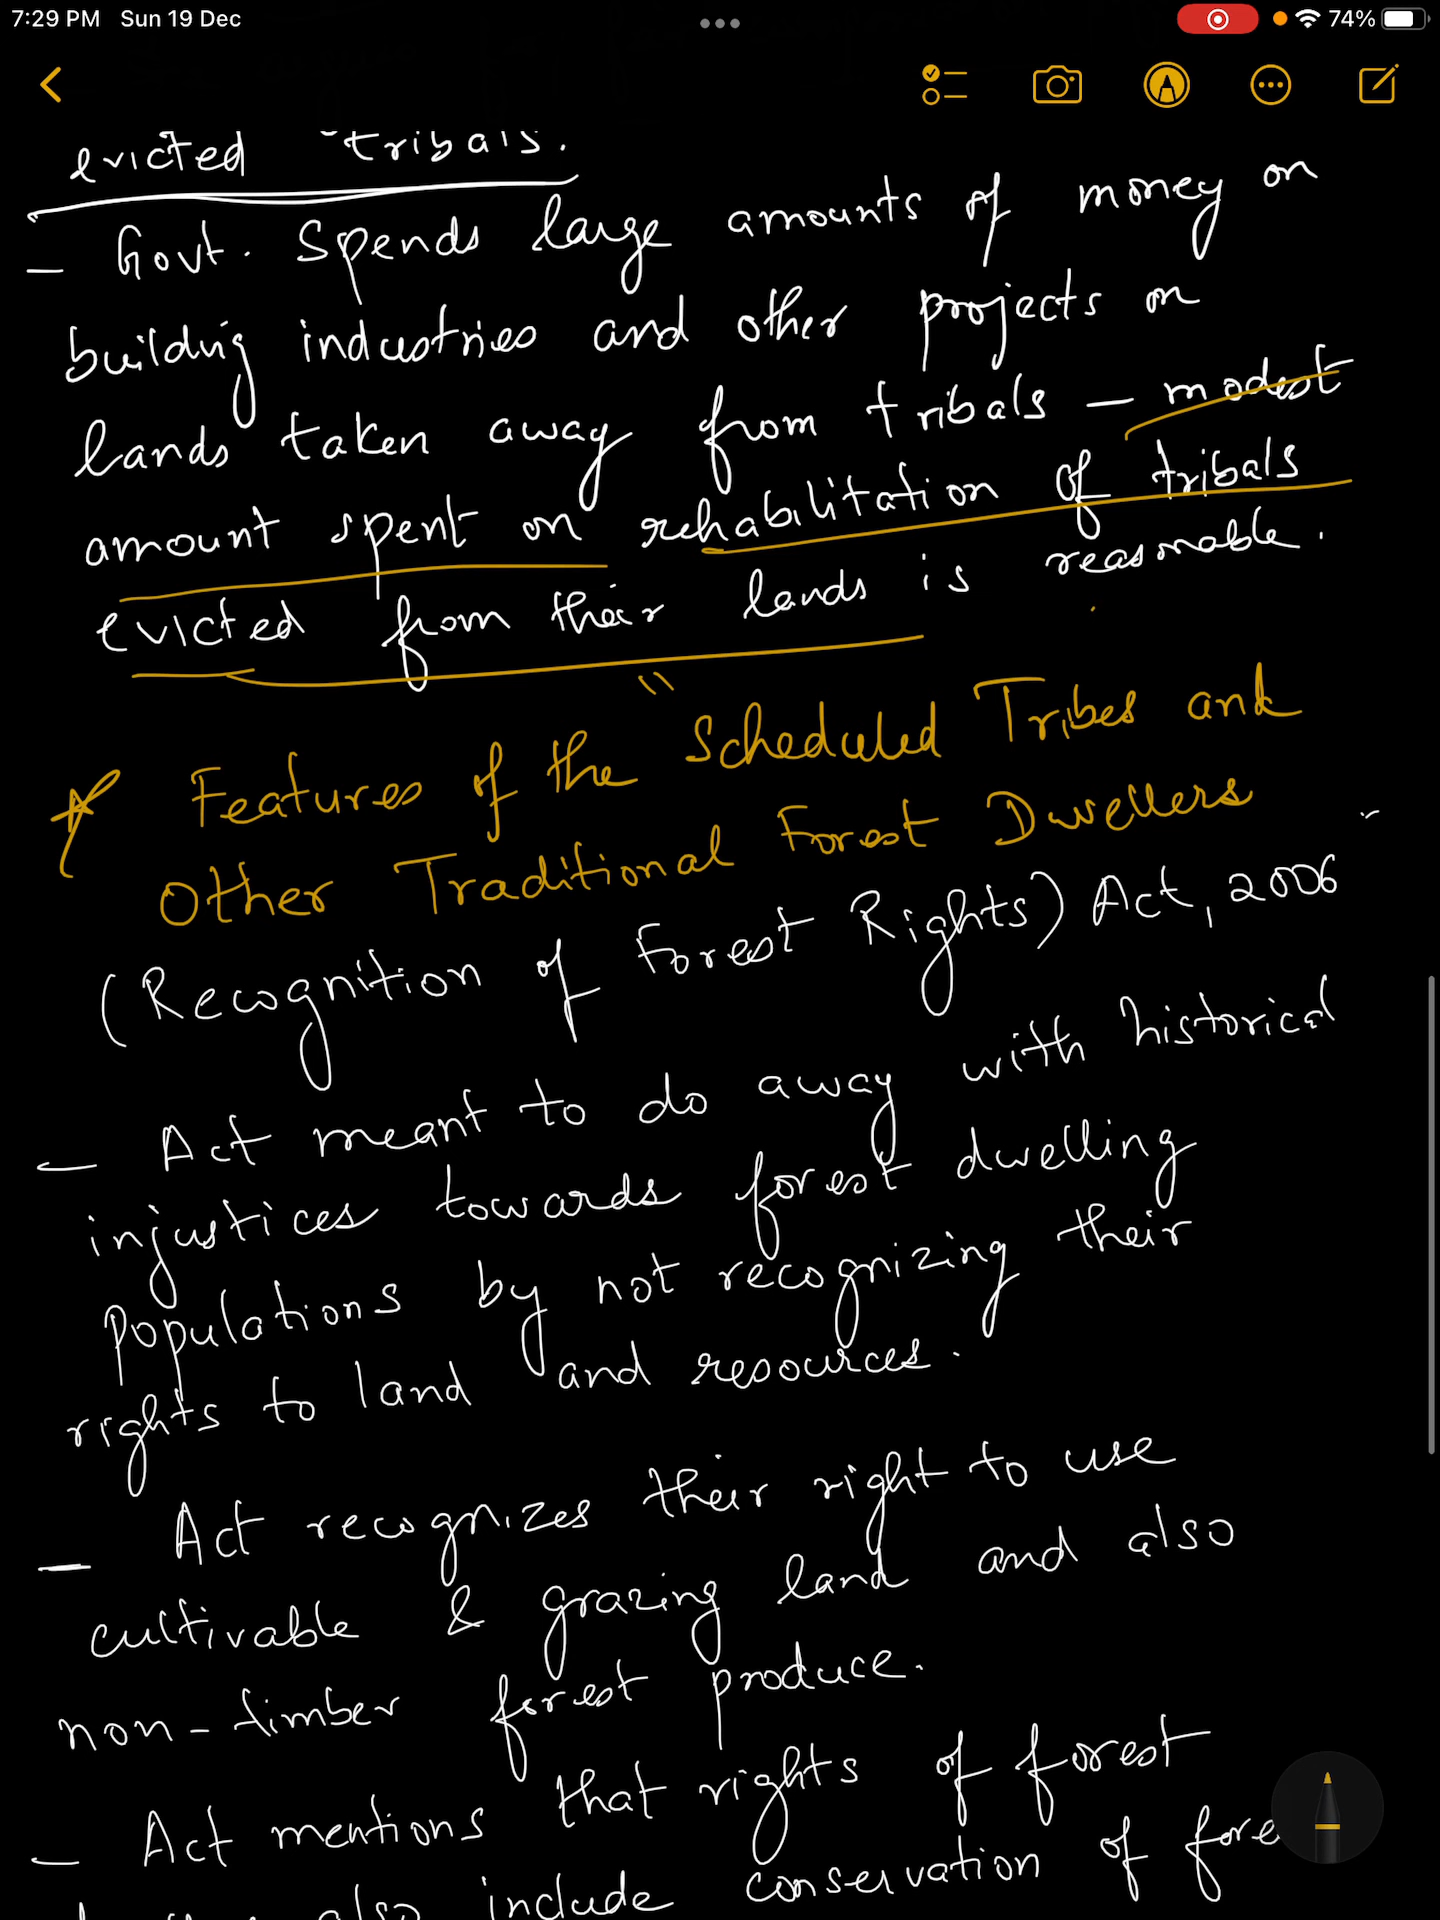 7:29 PM Sun 19 Dec
74%
evicted tribals.
- Govt. Spends large amounts of money on
building industries and other projects on
lands taken away from tribals - modest
amount spent on rehabilitation of tribals
evicted from their lands is reasonable.
* Features of the "Scheduled Tribes and
Other Traditional Forest Dwellers
(Recognition of Forest Rights) Act, 2006
- Act meant to do away with historical
injustices towards forest dwelling
populations by not recognizing their
rights to land and resources.
- Act recognizes their right to use
cultivable & grazing land and also
non-timber forest produce.
- Act mentions that rights of forest
also include conservation of